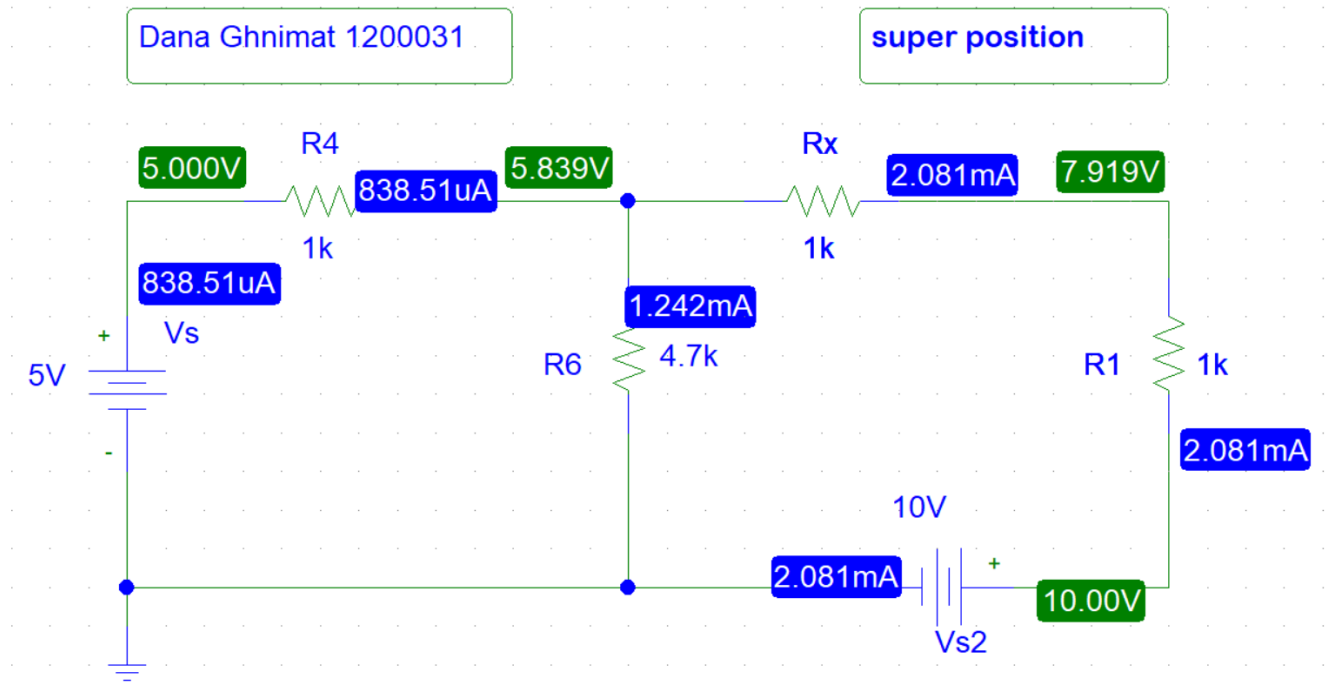 Dana Ghnimat 1200031
super position
R4
Rx
5.000V
838.51uA
5.839V
2.081mA
7.919V
1k
1k
838.51uA
1.242mA
+
Vs
5V
R6
4.7k
R1
1k
-
2.081mA
10V
2.081mA
+
10.00V
Vs2